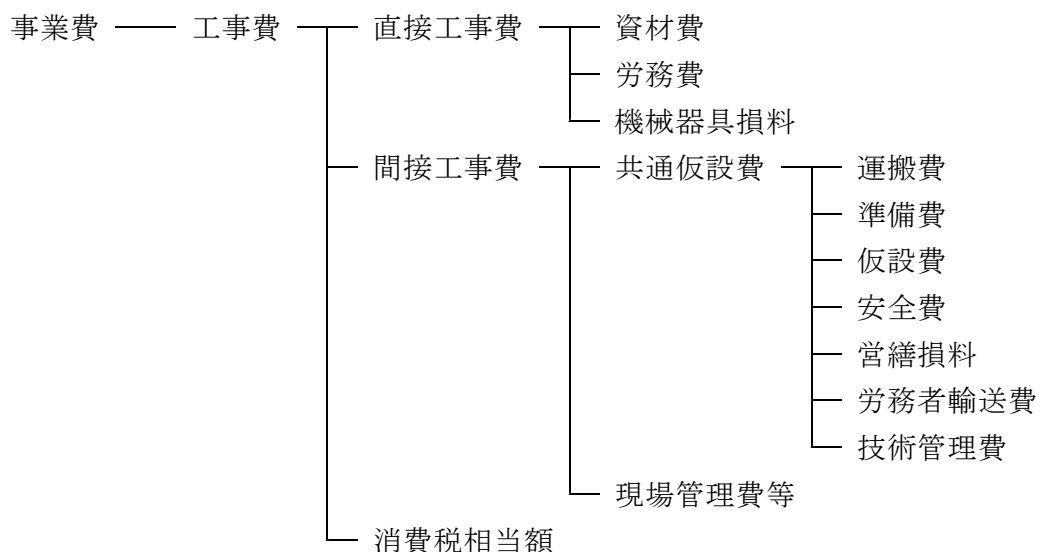 事業費 工事費 直接工事費 資材費
労務費
機械器具損料
間接工事費 共通仮設費 運搬費
準備費
仮設費
安全費
営繕損料
労務者輸送費
技術管理費
現場管理費等
消費税相当額